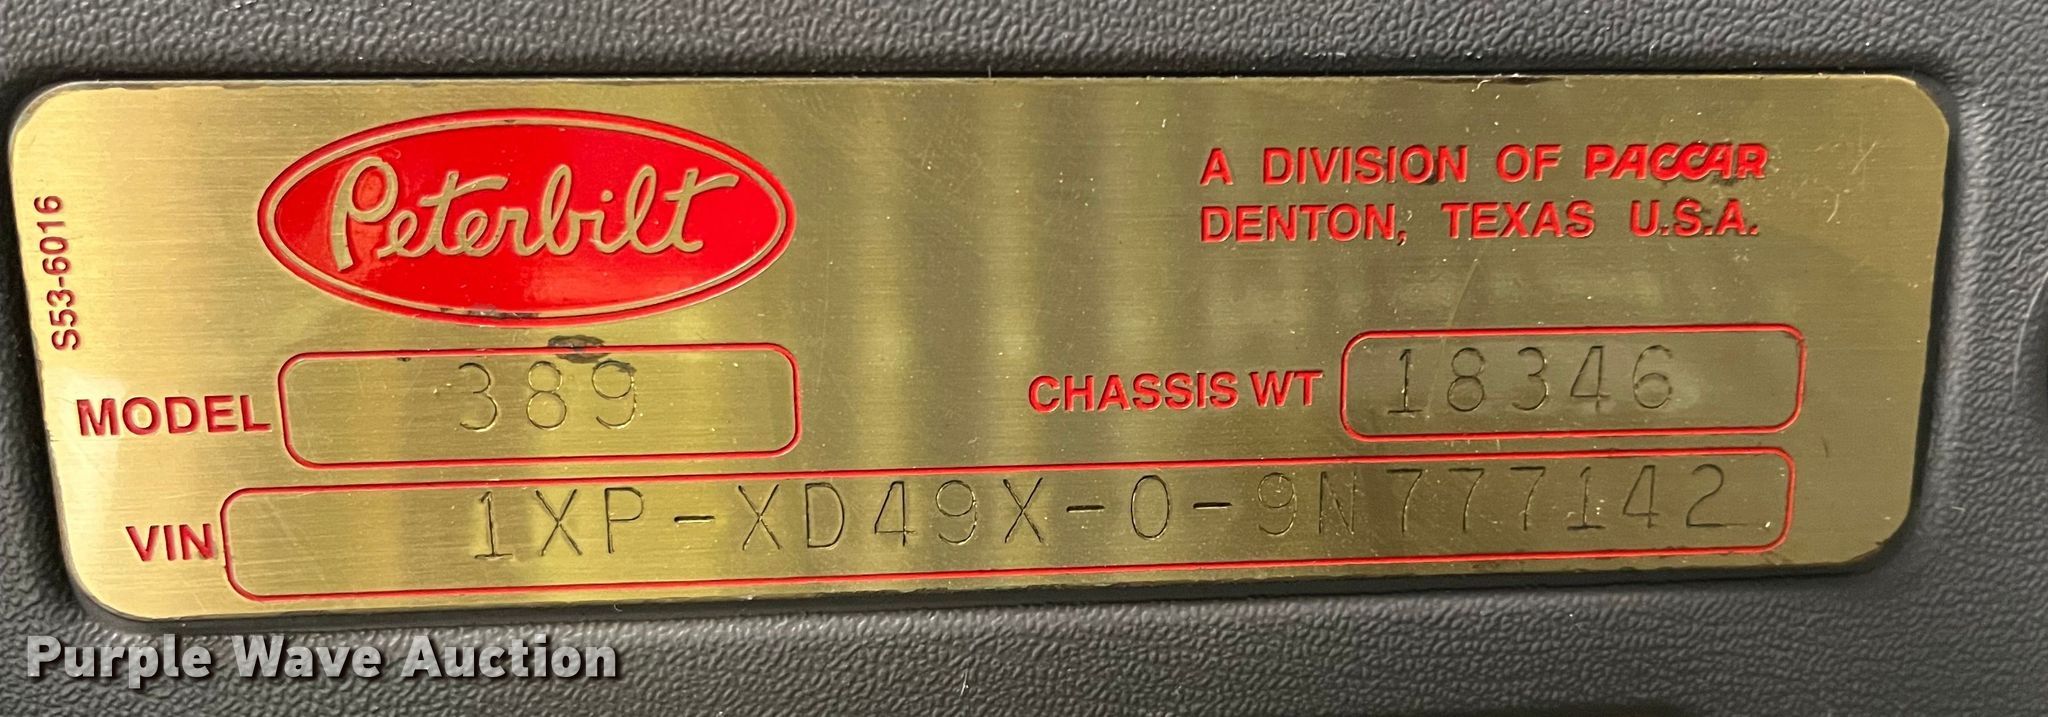 S53-6016
Peterbilt
A DIVISION OF PACCAR
DENTON, TEXAS U.S.A.
MODEL 389
CHASSIS WT 18346
VIN 1XP-XD49X-0-9N777142
Purple Wave Auction